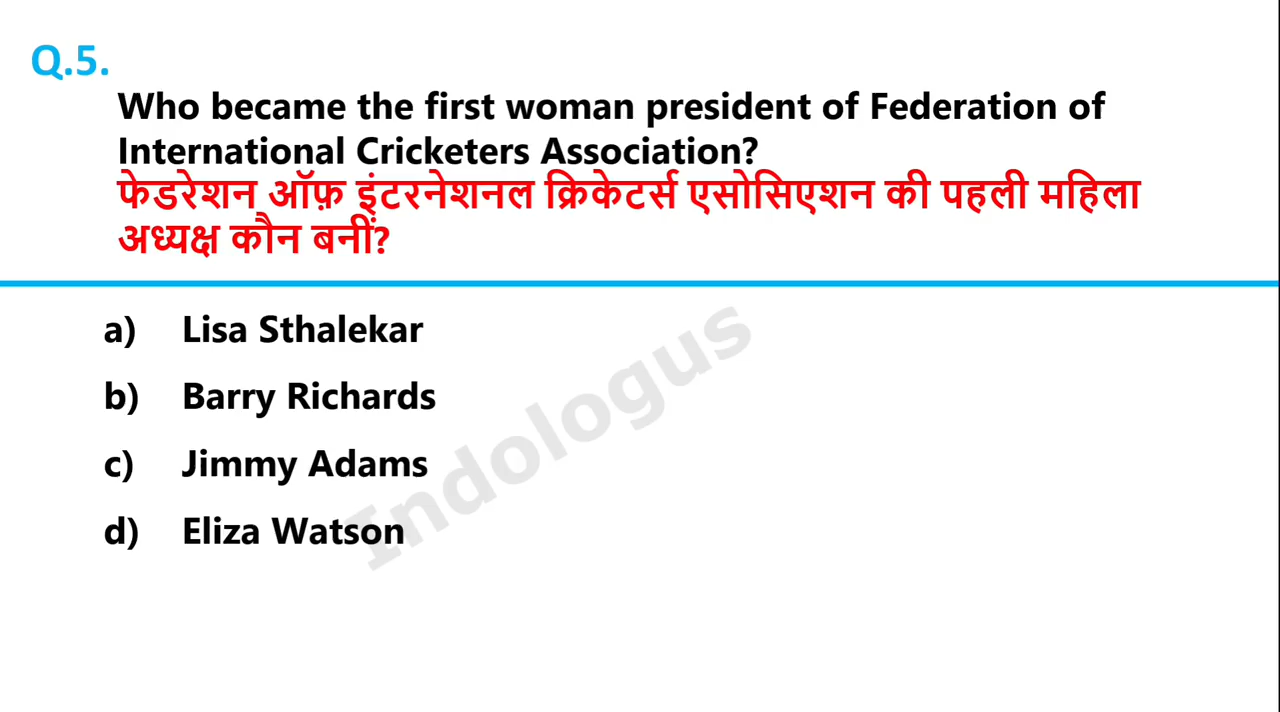 Q.5.
Who became the first woman president of Federation of
International Cricketers Association?
फेडरेशन ऑफ़ इंटरनेशनल क्रिकेटर्स एसोसिएशन की पहली महिला
अध्यक्ष कौन बनीं?
a) Lisa Sthalekar
b) Barry Richards
c) Jimmy Adams
d) Eliza Watson
Indologus